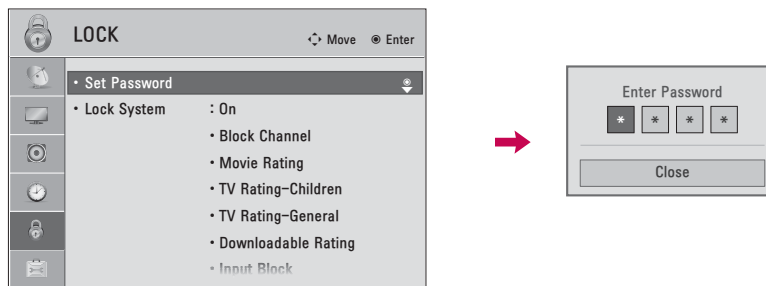 LOCK
Move Enter
• Set Password
• Lock System : On
• Block Channel
• Movie Rating
• TV Rating-Children
• TV Rating-General
• Downloadable Rating
• Input Block
Enter Password
* * * *
Close